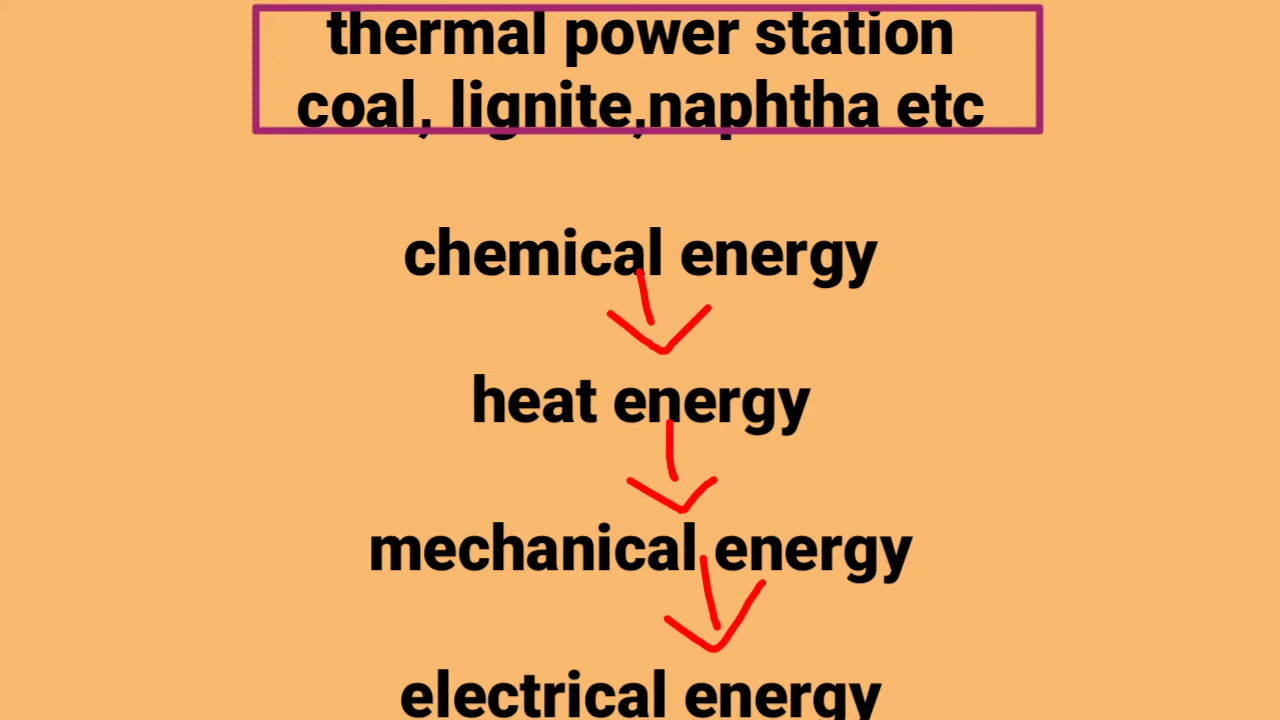 thermal power station
coal, lignite,naphtha etc
chemical energy
heat energy
mechanical energy
electrical energy